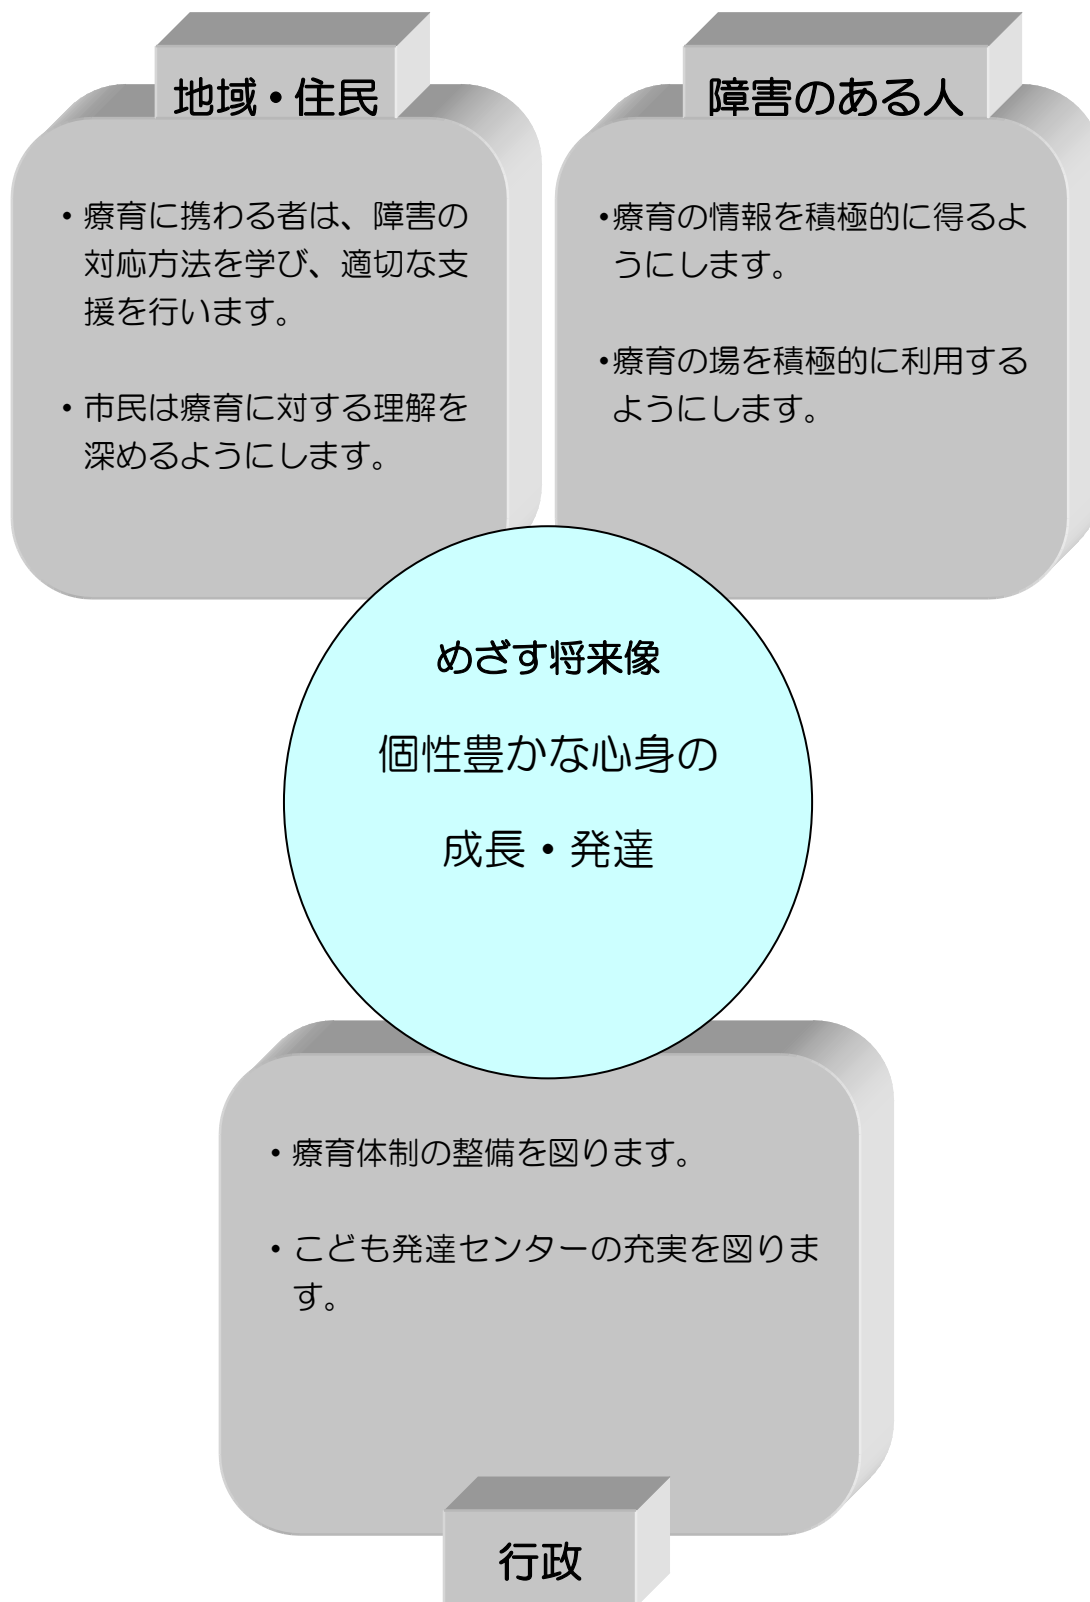 地域・住民
・療育に携わる者は、障害の
対応方法を学び、適切な支
援を行います。
・市民は療育に対する理解を
深めるようにします。
障害のある人
・療育の情報を積極的に得るよ
うにします。
・療育の場を積極的に利用する
ようにします。
めざす将来像
個性豊かな心身の
成長・発達
・療育体制の整備を図ります。
・こども発達センターの充実を図りま
す。
行政